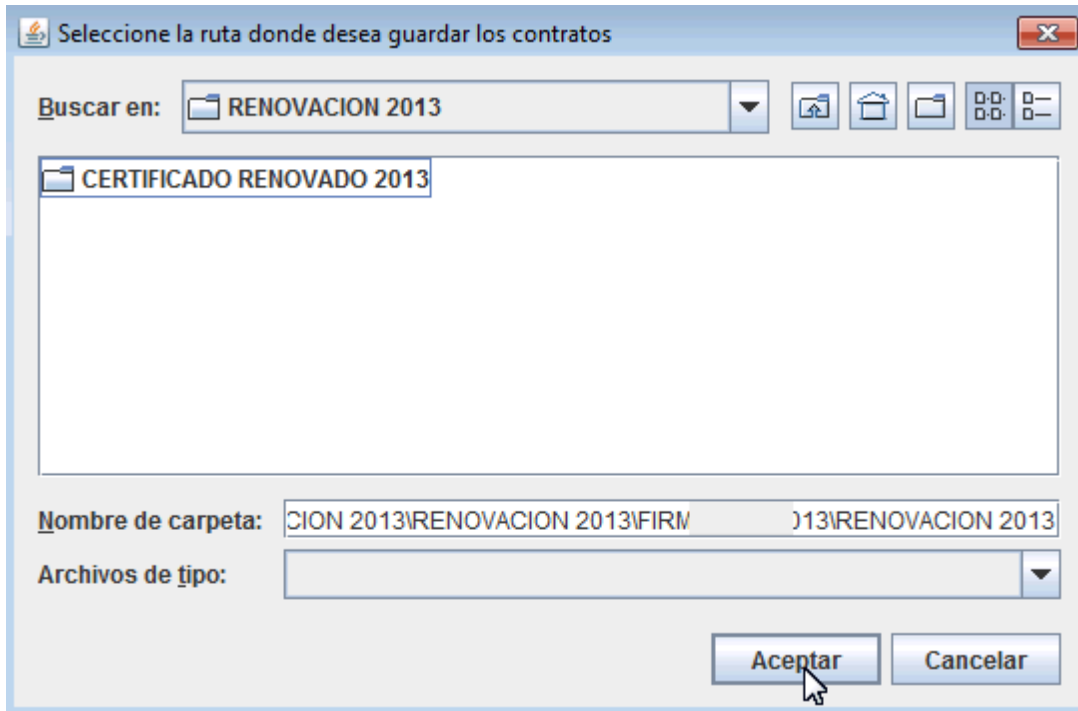 Seleccione la ruta donde desea guardar los contratos
Buscar en: RENOVACION 2013
CERTIFICADO RENOVADO 2013
Nombre de carpeta: CION 2013\RENOVACION 2013\FIRM 013\RENOVACION 2013
Archivos de tipo:
Aceptar Cancelar